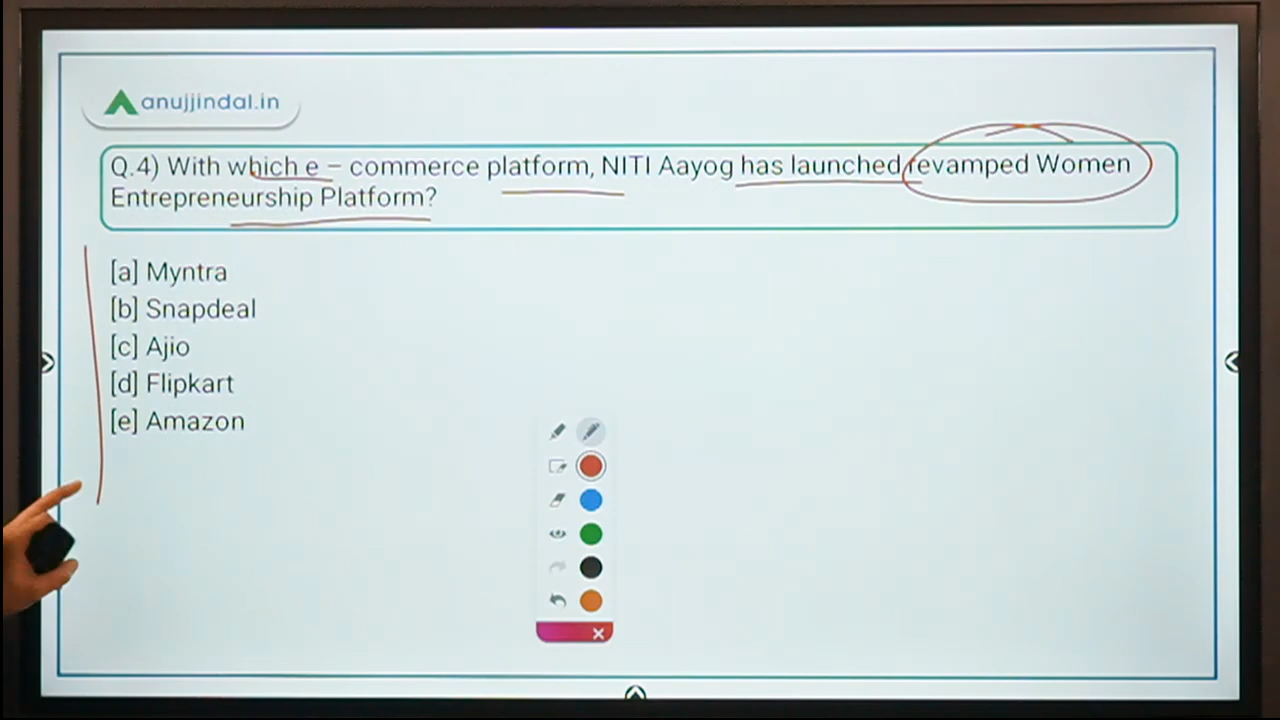 anujjindal.in
Q.4) With which e – commerce platform, NITI Aayog has launched revamped Women
Entrepreneurship Platform?
[a] Myntra
[b] Snapdeal
[c] Ajio
[d] Flipkart
[e] Amazon